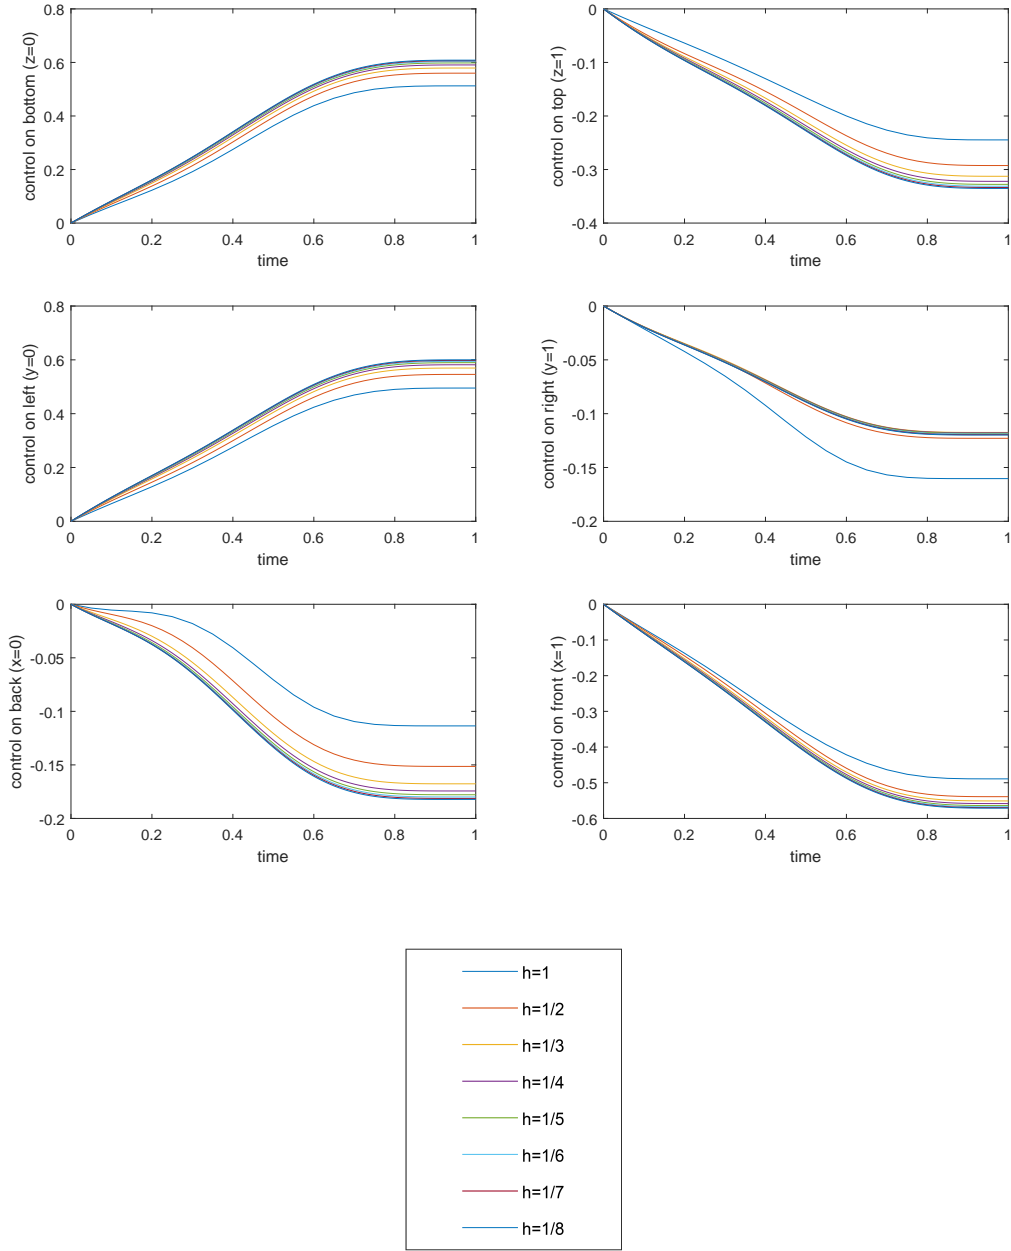 0.8
0.6
0.4
0.2
0
0 0.2 0.4 0.6 0.8 1
time
control on bottom (z=0)
0
-0.1
-0.2
-0.3
-0.4
0 0.2 0.4 0.6 0.8 1
time
control on top (z=1)
0.8
0.6
0.4
0.2
0
0 0.2 0.4 0.6 0.8 1
time
control on left (y=0)
0
-0.05
-0.1
-0.15
-0.2
0 0.2 0.4 0.6 0.8 1
time
control on right (y=1)
0
-0.05
-0.1
-0.15
-0.2
0 0.2 0.4 0.6 0.8 1
time
control on back (x=0)
0
-0.1
-0.2
-0.3
-0.4
-0.5
-0.6
0 0.2 0.4 0.6 0.8 1
time
control on front (x=1)
h=1
h=1/2
h=1/3
h=1/4
h=1/5
h=1/6
h=1/7
h=1/8